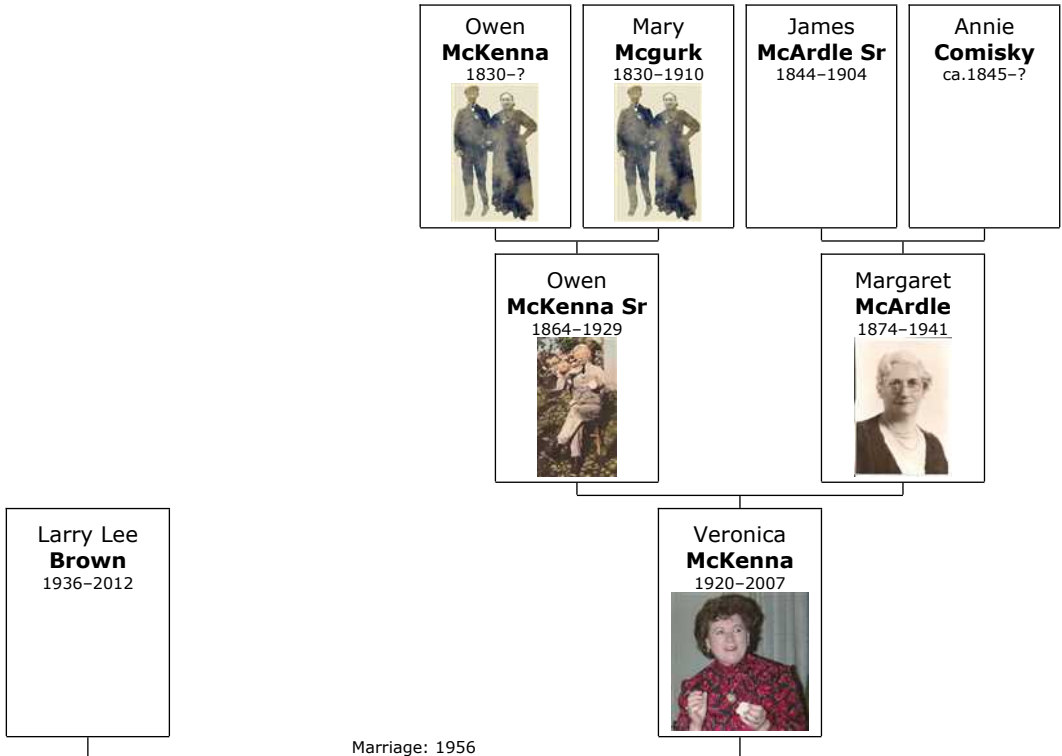 Owen
McKenna
1830–?
Mary
Mcgurk
1830–1910
James
McArdle Sr
1844–1904
Annie
Comisky
ca.1845–?
Owen
McKenna Sr
1864–1929
Margaret
McArdle
1874–1941
Larry Lee
Brown
1936–2012
Veronica
McKenna
1920–2007
Marriage: 1956